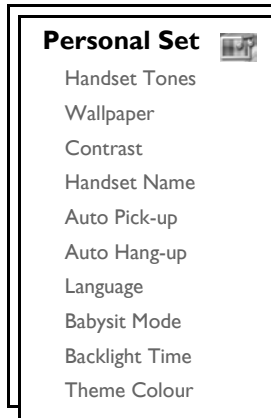 Personal Set
Handset Tones
Wallpaper
Contrast
Handset Name
Auto Pick-up
Auto Hang-up
Language
Babysit Mode
Backlight Time
Theme Colour